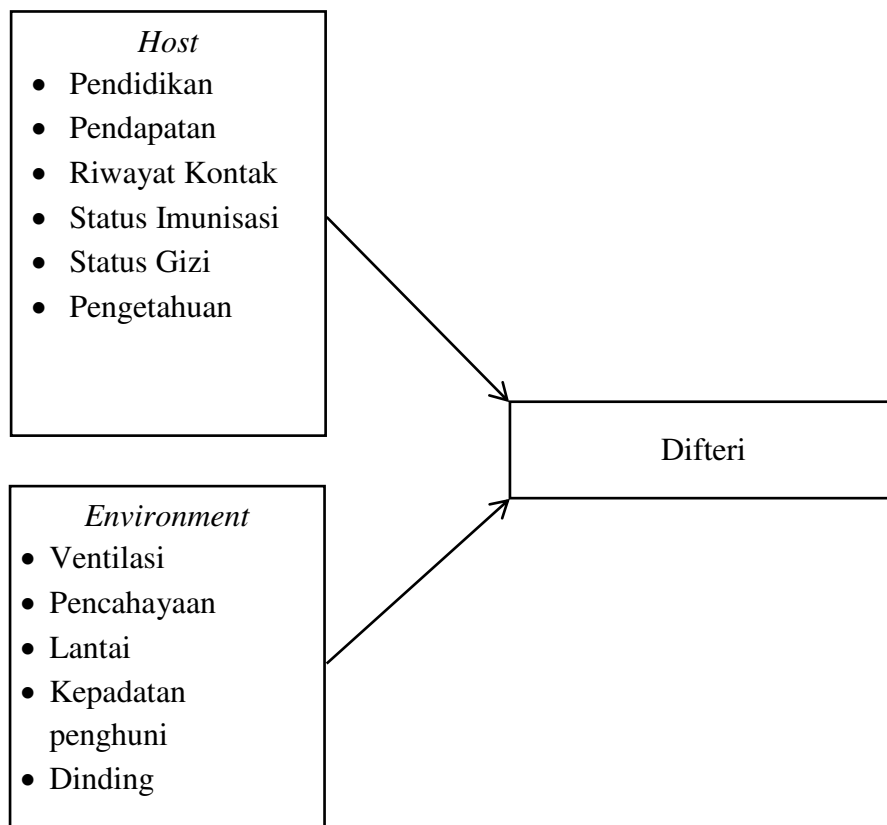 Host
• Pendidikan
• Pendapatan
• Riwayat Kontak
• Status Imunisasi
• Status Gizi
• Pengetahuan
Difteri
Environment
• Ventilasi
• Pencahayaan
• Lantai
• Kepadatan
penghuni
• Dinding